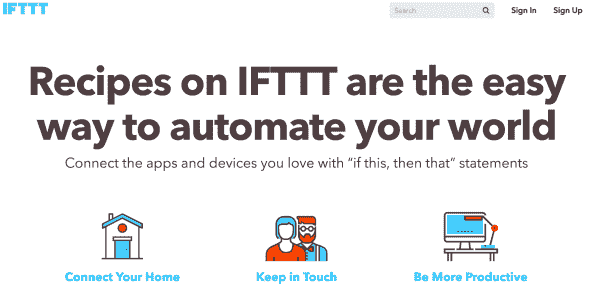 IFTTT
Search
Sign In
Sign Up
Recipes on IFTTT are the easy
way to automate your world
Connect the apps and devices you love with “if this, then that” statements
Connect Your Home
Keep in Touch
Be More Productive